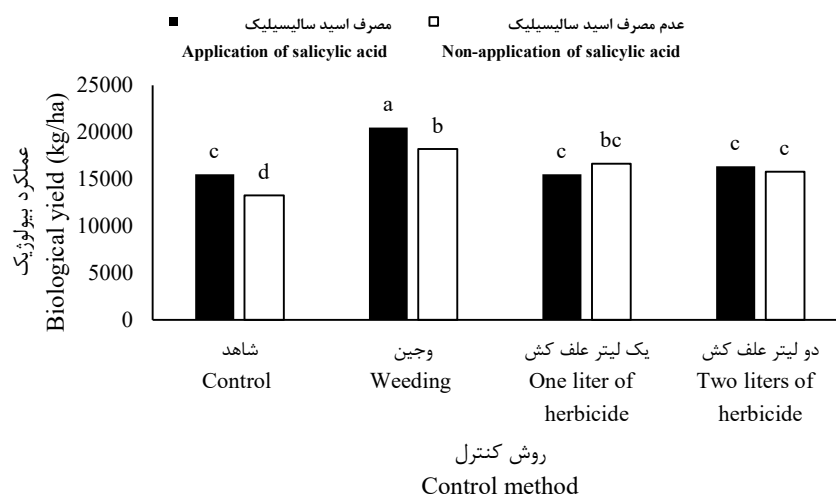 مصرف اسید سالیسیلیک
Application of salicylic acid
عدم مصرف اسید سالیسیلیک
Non-application of salicylic acid
عملکرد بیولوژیک
Biological yield (kg/ha)
25000
20000
15000
10000
5000
0
c
d
a
b
c
bc
c
c
شاهد
Control
وجین
Weeding
یک لیتر علف کش
One liter of
herbicide
دو لیتر علف کش
Two liters of
herbicide
روش کنترل
Control method